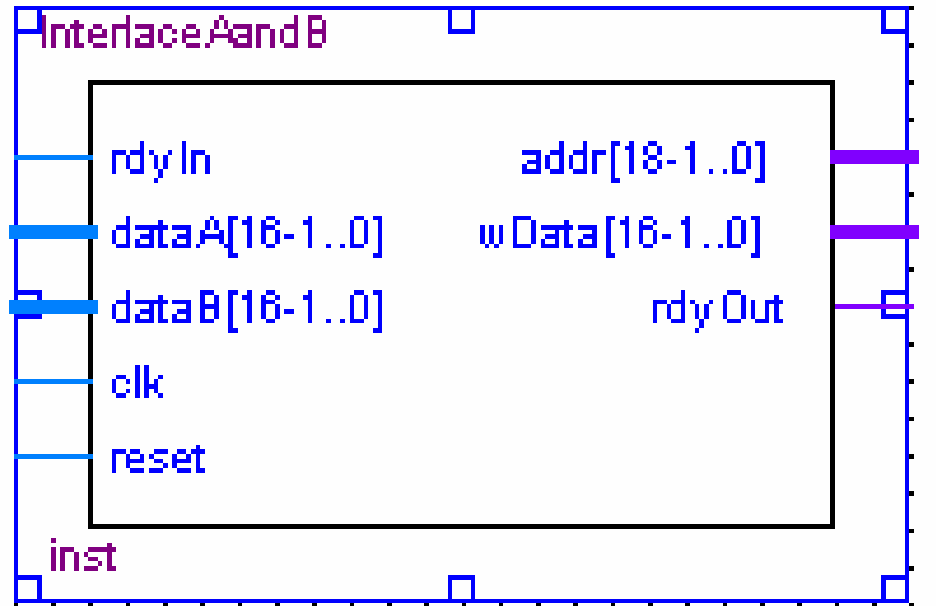 InterfaceAandB
rdyIn addr[18-1..0]
dataA[16-1..0] wData[16-1..0]
dataB[16-1..0] rdyOut
clk
reset
inst